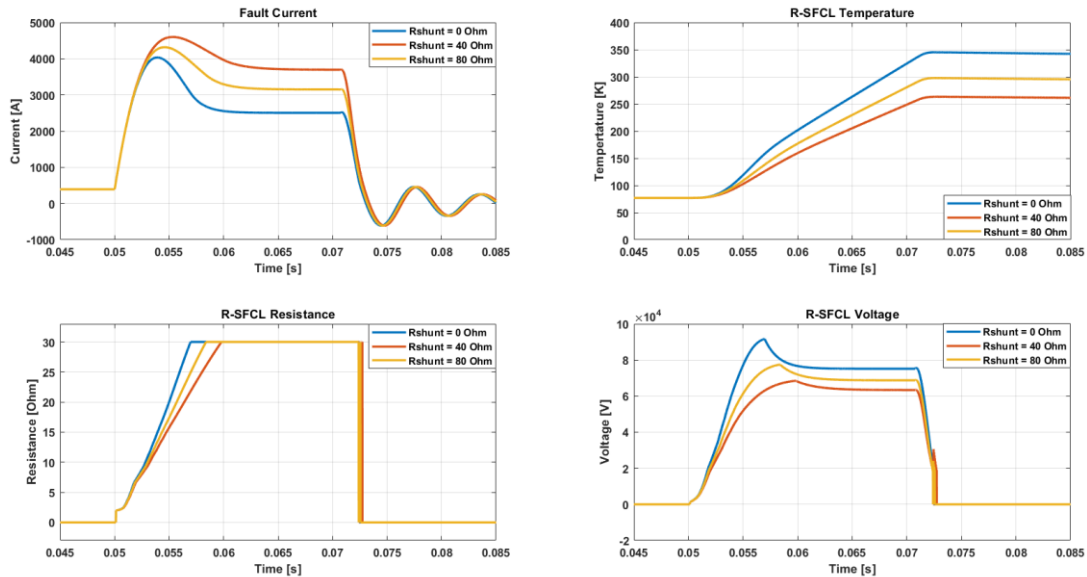 Fault Current
5000
4000
3000
2000
1000
0
-1000
Current [A]
Rshunt = 0 Ohm
Rshunt = 40 Ohm
Rshunt = 80 Ohm
0.045 0.05 0.055 0.06 0.065 0.07 0.075 0.08 0.085
Time [s]
R-SFCL Temperature
400
350
300
250
200
150
100
50
0
Tempertature [K]
Rshunt = 0 Ohm
Rshunt = 40 Ohm
Rshunt = 80 Ohm
0.045 0.05 0.055 0.06 0.065 0.07 0.075 0.08 0.085
Time [s]
R-SFCL Resistance
30
25
20
15
10
5
0
Resistance [Ohm]
Rshunt = 0 Ohm
Rshunt = 40 Ohm
Rshunt = 80 Ohm
0.045 0.05 0.055 0.06 0.065 0.07 0.075 0.08 0.085
Time [s]
R-SFCL Voltage
×10⁴
10
8
6
4
2
0
-2
Voltage [V]
Rshunt = 0 Ohm
Rshunt = 40 Ohm
Rshunt = 80 Ohm
0.045 0.05 0.055 0.06 0.065 0.07 0.075 0.08 0.085
Time [s]